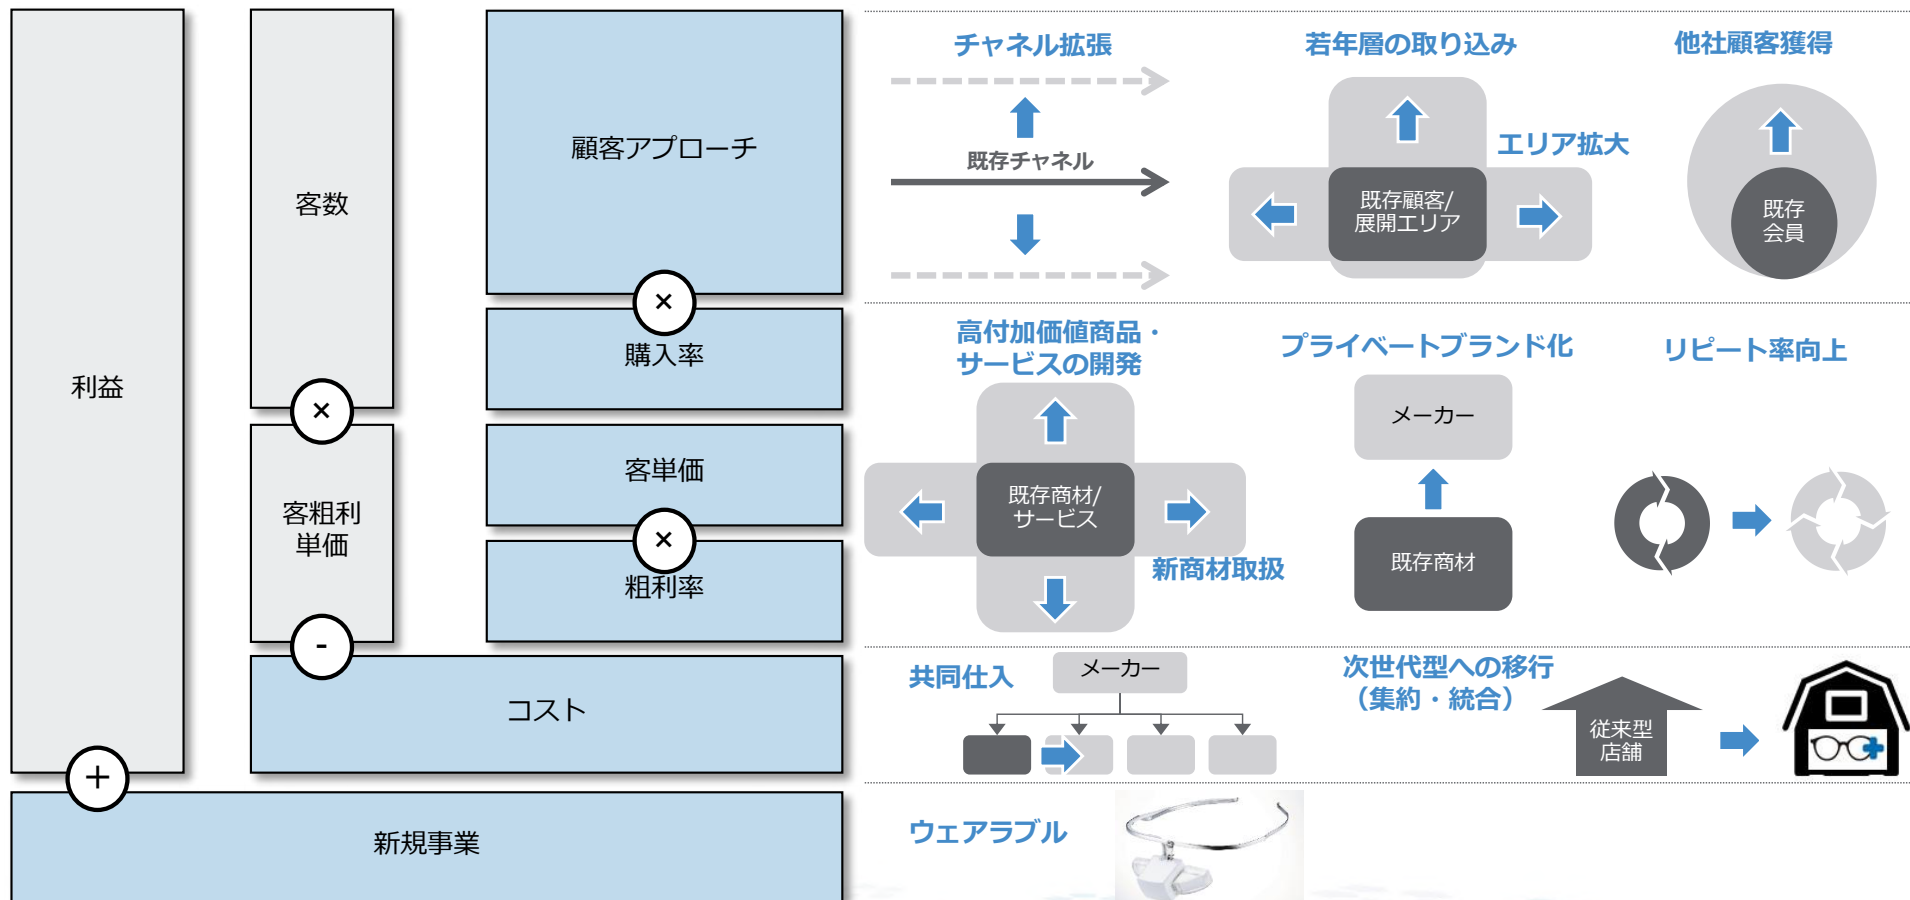 利益
客数
×
客粗利
単価
-
コスト
+
新規事業
顧客アプローチ
×
購入率
客単価
×
粗利率
チャネル拡張
既存チャネル
若年層の取り込み
エリア拡大
既存顧客/
展開エリア
他社顧客獲得
既存
会員
高付加価値商品・
サービスの開発
既存商材/
サービス
新商材取扱
プライベートブランド化
メーカー
既存商材
リピート率向上
共同仕入
メーカー
次世代型への移行
（集約・統合）
従来型
店舗
ウェアラブル